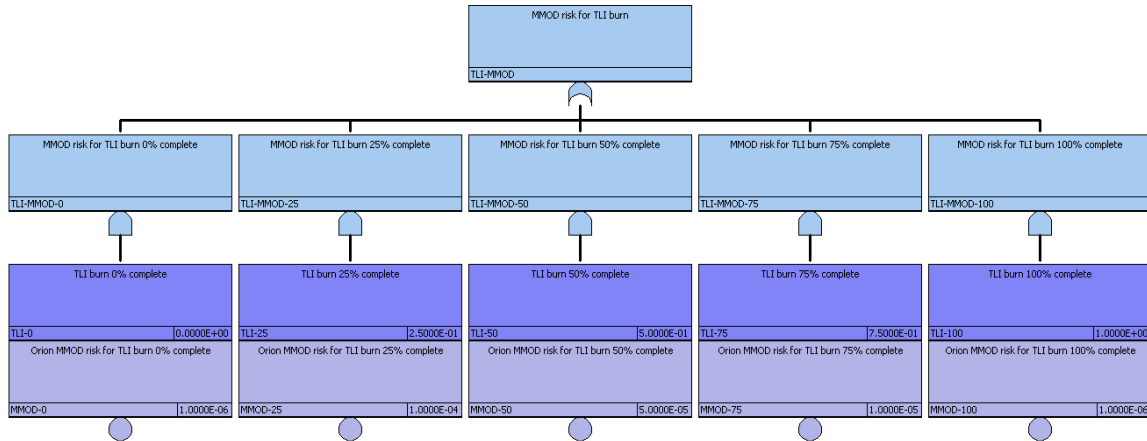 MMOD risk for TLI burn
TLI-MMOD
MMOD risk for TLI burn 0% complete
TLI-MMOD-0
MMOD risk for TLI burn 25% complete
TLI-MMOD-25
MMOD risk for TLI burn 50% complete
TLI-MMOD-50
MMOD risk for TLI burn 75% complete
TLI-MMOD-75
MMOD risk for TLI burn 100% complete
TLI-MMOD-100
TLI burn 0% complete
TLI-0 0.0000E+00
Orion MMOD risk for TLI burn 0% complete
MMOD-0 1.0000E-06
TLI burn 25% complete
TLI-25 2.5000E-01
Orion MMOD risk for TLI burn 25% complete
MMOD-25 1.0000E-04
TLI burn 50% complete
TLI-50 5.0000E-01
Orion MMOD risk for TLI burn 50% complete
MMOD-50 5.0000E-05
TLI burn 75% complete
TLI-75 7.5000E-01
Orion MMOD risk for TLI burn 75% complete
MMOD-75 1.0000E-05
TLI burn 100% complete
TLI-100 1.0000E+00
Orion MMOD risk for TLI burn 100% complete
MMOD-100 1.0000E-06